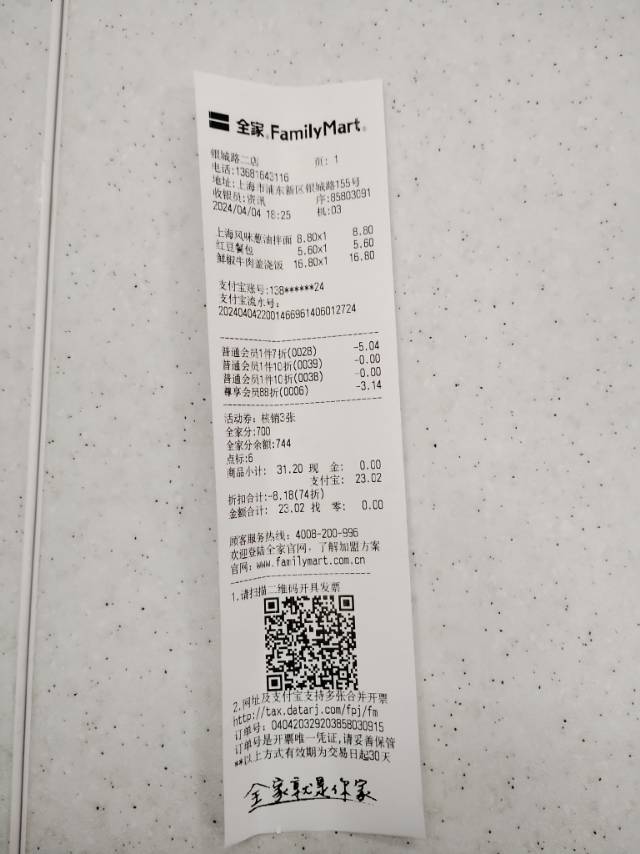 全家 FamilyMart
银城路二店 页: 1
电话:13681643116
地址:上海市浦东新区银城路155号
收银员:资讯 序:85803091
2024/04/04 18:25 机:03
上海风味葱油拌面 8.80x1 8.80
红豆餐包 5.60x1 5.60
鲜椒牛肉盖浇饭 16.80x1 16.80
支付宝账号:138******24
支付宝流水号:
2024040422001466961406012724
普通会员1件7折(0028) -5.04
普通会员1件10折(0039) -0.00
普通会员1件10折(0038) -0.00
尊享会员88折(0006) -3.14
活动券: 核销3张
全家分:700
全家分余额:744
点标:6
商品小计: 31.20 现 金: 0.00
支付宝: 23.02
折扣合计:-8.18(74折)
金额合计: 23.02 找 零: 0.00
顾客服务热线: 4008-200-996
欢迎登陆全家官网, 了解加盟方案
官网: www.familymart.com.cn
1.请扫描二维码开具发票
2.网址及支付宝支持多张合并开票
http://tax.datarj.com/fpj/fm
订单号: 040420329203858030915
订单号是开票唯一凭证,请妥善保管
**以上方式有效期为交易日起30天
全家就是你家